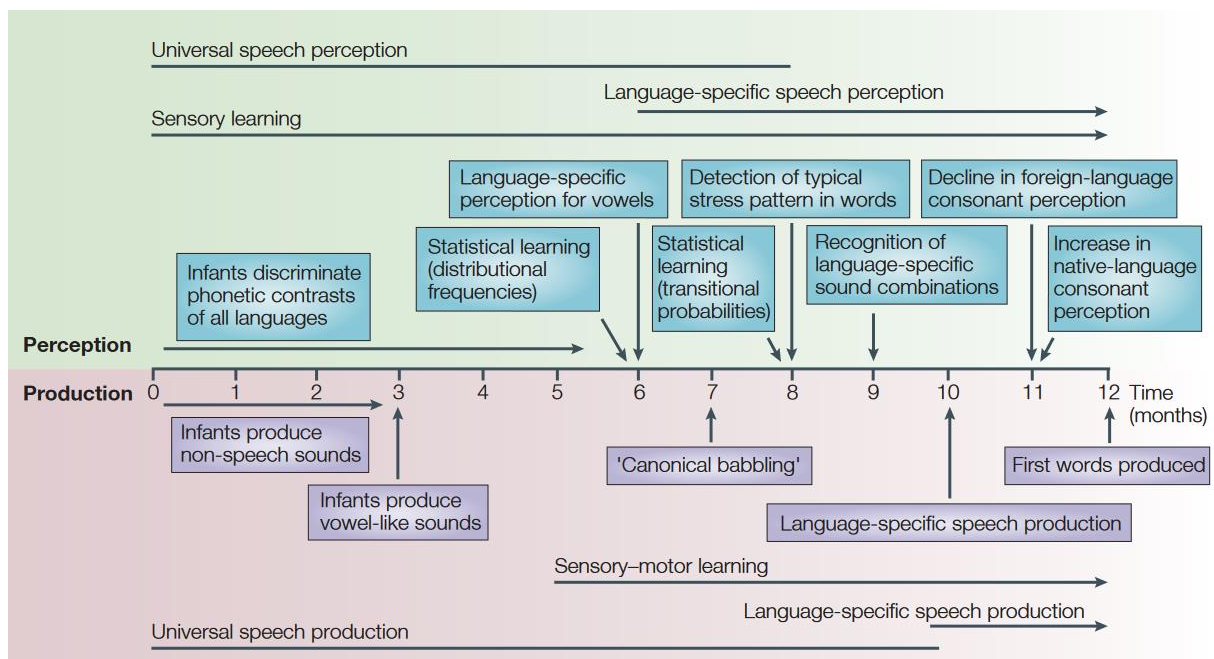 Universal speech perception
Language-specific speech perception
Sensory learning
Language-specific
perception for vowels
Detection of typical
stress pattern in words
Decline in foreign-language
consonant perception
Statistical learning
(distributional
frequencies)
Statistical
learning
(transitional
probabilities)
Recognition of
language-specific
sound combinations
Increase in
native-language
consonant
perception
Infants discriminate
phonetic contrasts
of all languages
Perception
Production
0 1 2 3 4 5 6 7 8 9 10 11 12
Time
(months)
Infants produce
non-speech sounds
Infants produce
vowel-like sounds
'Canonical babbling'
First words produced
Language-specific speech production
Sensory–motor learning
Language-specific speech production
Universal speech production